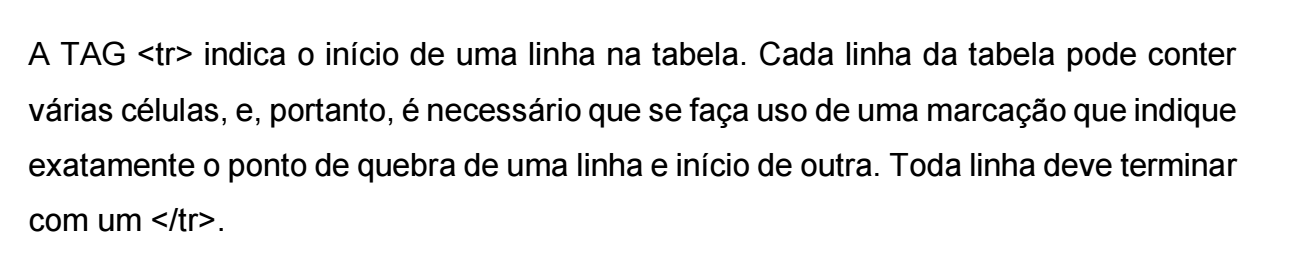 A TAG <tr> indica o início de uma linha na tabela. Cada linha da tabela pode conter
várias células, e, portanto, é necessário que se faça uso de uma marcação que indique
exatamente o ponto de quebra de uma linha e início de outra. Toda linha deve terminar
com um </tr>.